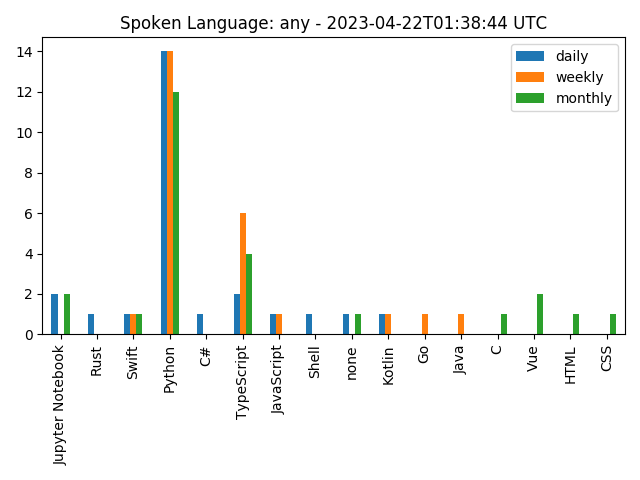 Spoken Language: any - 2023-04-22T01:38:44 UTC
daily
weekly
monthly
14
12
10
8
6
4
2
0
Jupyter Notebook
Rust
Swift
Python
C#
TypeScript
JavaScript
Shell
none
Kotlin
Go
Java
C
Vue
HTML
CSS